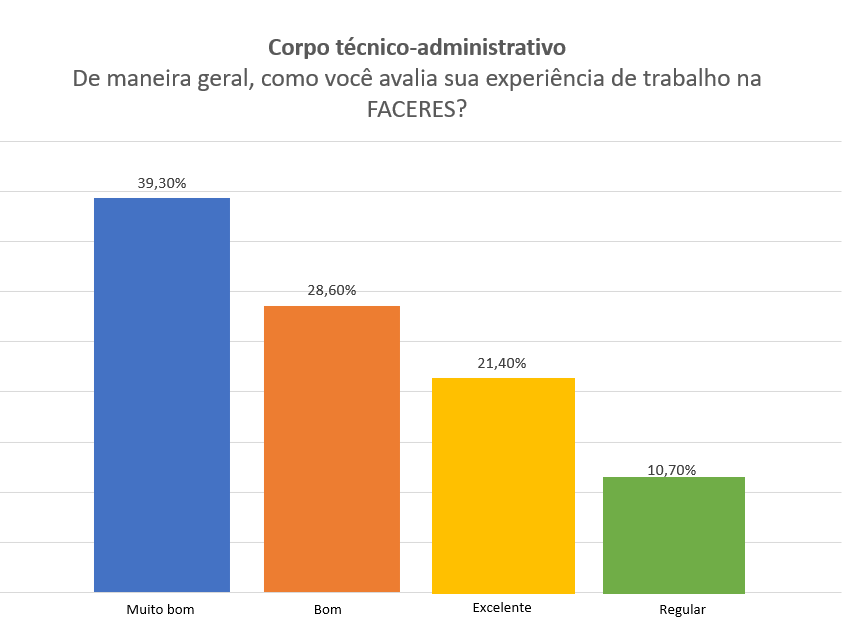 Corpo técnico-administrativo
De maneira geral, como você avalia sua experiência de trabalho na
FACERES?
39,30%
28,60%
21,40%
10,70%
Muito bom
Bom
Excelente
Regular